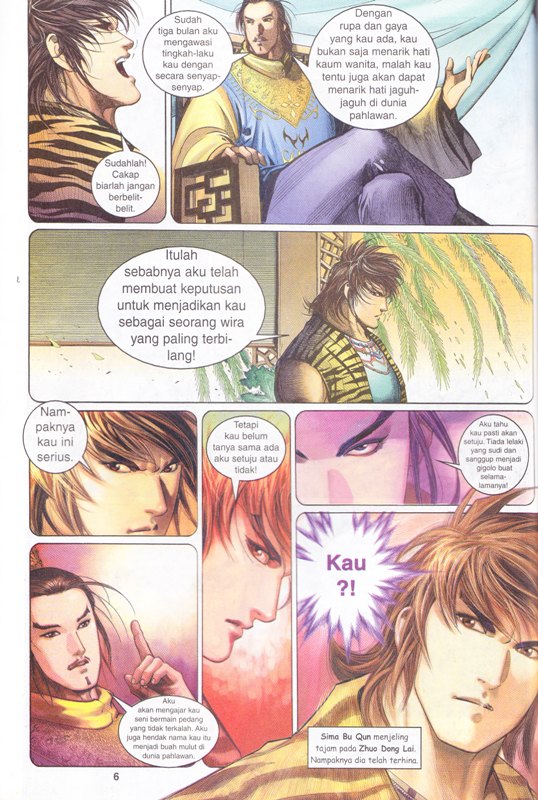 Sudah
tiga bulan aku
mengawasi
tingkah-laku
kau dengan
secara senyap-
senyap.
Dengan
rupa dan gaya
yang kau ada, kau
bukan saja menarik hati
kaum wanita, malah kau
tentu juga akan dapat
menarik hati jaguh-
jaguh di dunia
pahlawan.
Sudahlah!
Cakap
biarlah jangan
berbelit-
belit.
Itulah
sebabnya aku telah
membuat keputusan
untuk menjadikan kau
sebagai seorang wira
yang paling terbi-
lang!
Nam-
paknya
kau ini
serius.
Tetapi
kau belum
tanya sama ada
aku setuju atau
tidak!
Aku tahu
kau pasti akan
setuju. Tiada lelaki
yang sudi dan
sanggup menjadi
gigolo buat
selama-
lamanya!
Aku
akan mengajar kau
seni bermain pedang
yang tidak terkalah. Aku
juga hendak nama kau itu
menjadi buah mulut di
dunia pahlawan.
Kau
?!
Sima Bu Qun menjeling
tajam pada Zhuo Dong Lai.
Nampaknya dia telah terhina.
6